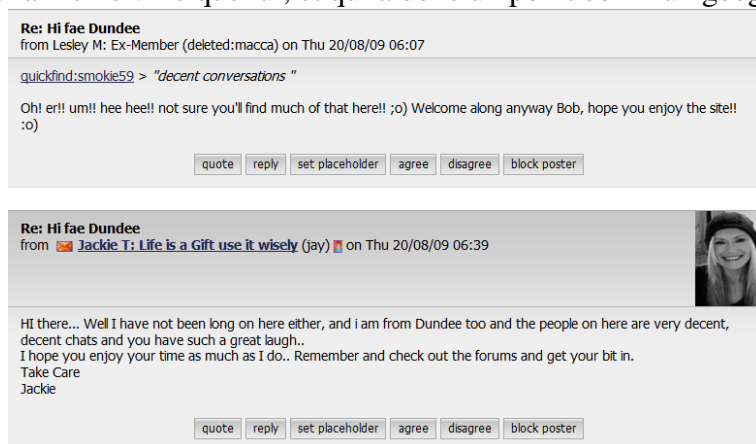 Re: Hi fae Dundee
from Lesley M: Ex-Member (deleted:macca) on Thu 20/08/09 06:07
quickfind:smokie59 > "decent conversations "
Oh! er!! um!! hee hee!! not sure you'll find much of that here!! ;o) Welcome along anyway Bob, hope you enjoy the site!!
:o)
quote reply set placeholder agree disagree block poster
Re: Hi fae Dundee
from Jackie T: Life is a Gift use it wisely (jay) on Thu 20/08/09 06:39
HI there... Well I have not been long on here either, and i am from Dundee too and the people on here are very decent,
decent chats and you have such a great laugh..
I hope you enjoy your time as much as I do.. Remember and check out the forums and get your bit in.
Take Care
Jackie
quote reply set placeholder agree disagree block poster